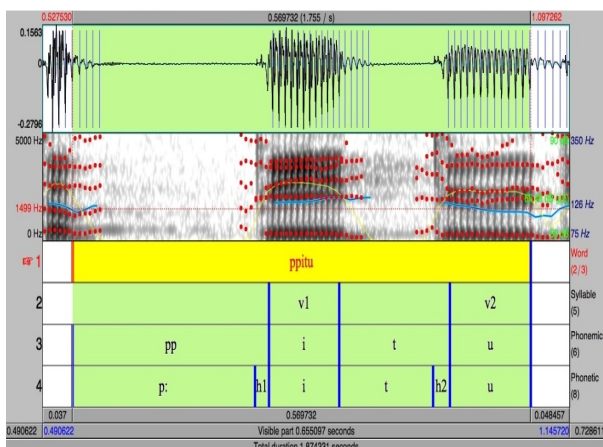 0.527530 0.569732 (1.755 / s) 1.097262
0.1563
0
-0.2796
5000 Hz 350 Hz
1499 Hz 126 Hz
0 Hz 75 Hz
1 ppitu Word (2/3)
2 v1 v2 Syllable (5)
3 pp i t u Phonemic (6)
4 p: h1 i t h2 u Phonetic (8)
0.037 0.569732 0.048457
0.490622 0.490622 Visible part 0.655097 seconds 1.145720 0.728611
Total duration 1.874331 seconds